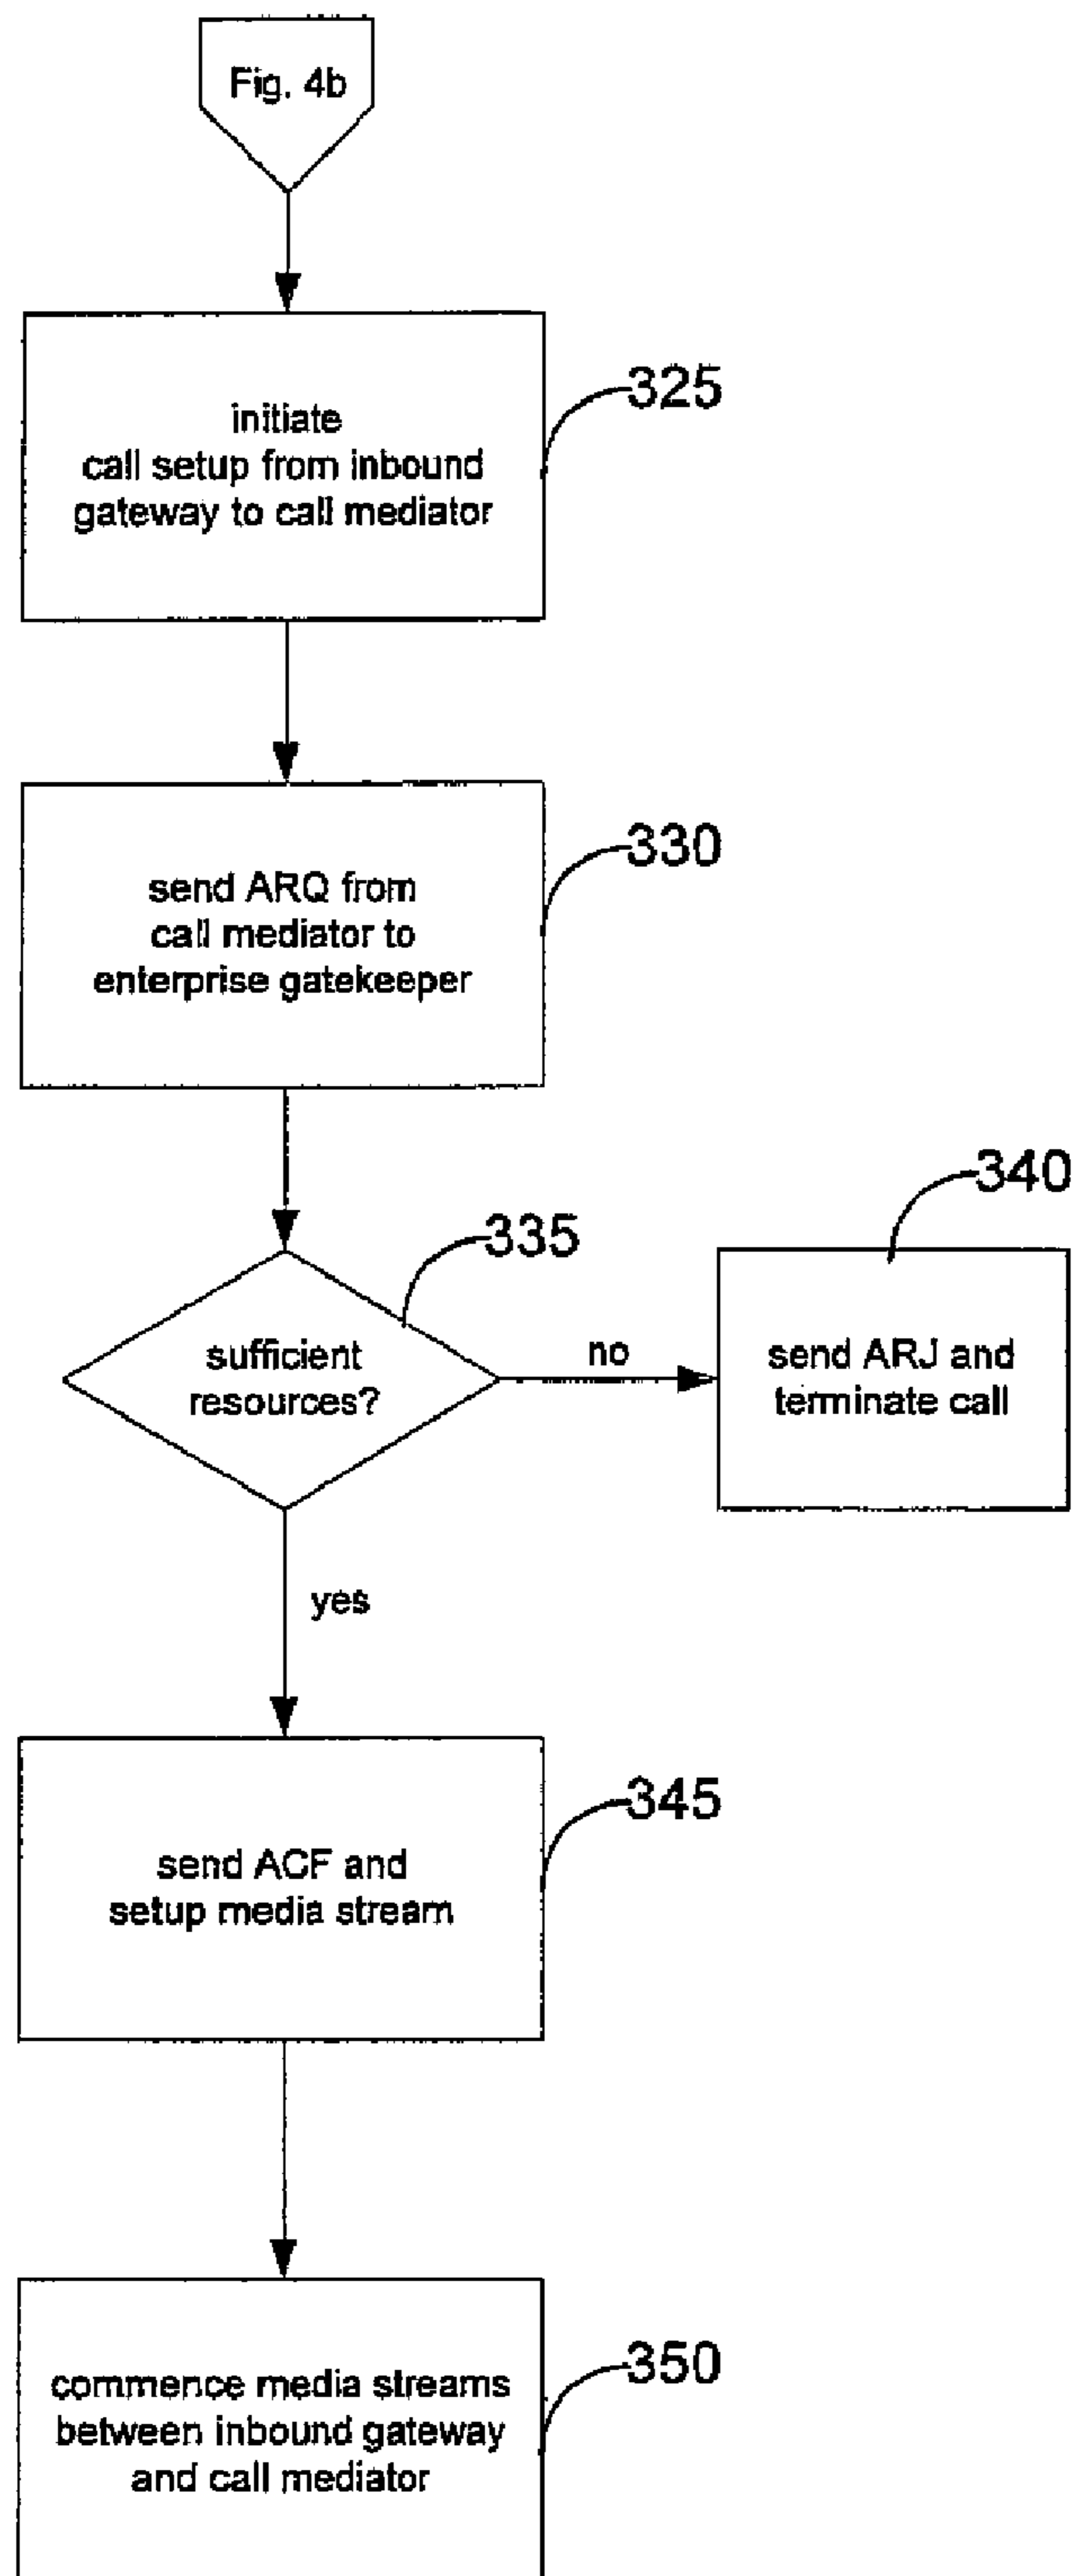 Fig. 4b
initiate
call setup from inbound
gateway to call mediator
325
send ARQ from
call mediator to
enterprise gatekeeper
330
335
sufficient
resources?
no
340
send ARJ and
terminate call
yes
send ACF and
setup media stream
345
commence media streams
between inbound gateway
and call mediator
350